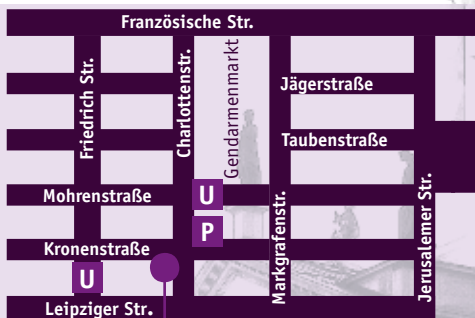 Französische Str.
Friedrich Str.
Charlottenstr.
Gendarmenmarkt
Jägerstraße
Taubenstraße
Mohrenstraße
U
P
Markgrafenstr.
Jerusalemer Str.
Kronenstraße
U
Leipziger Str.